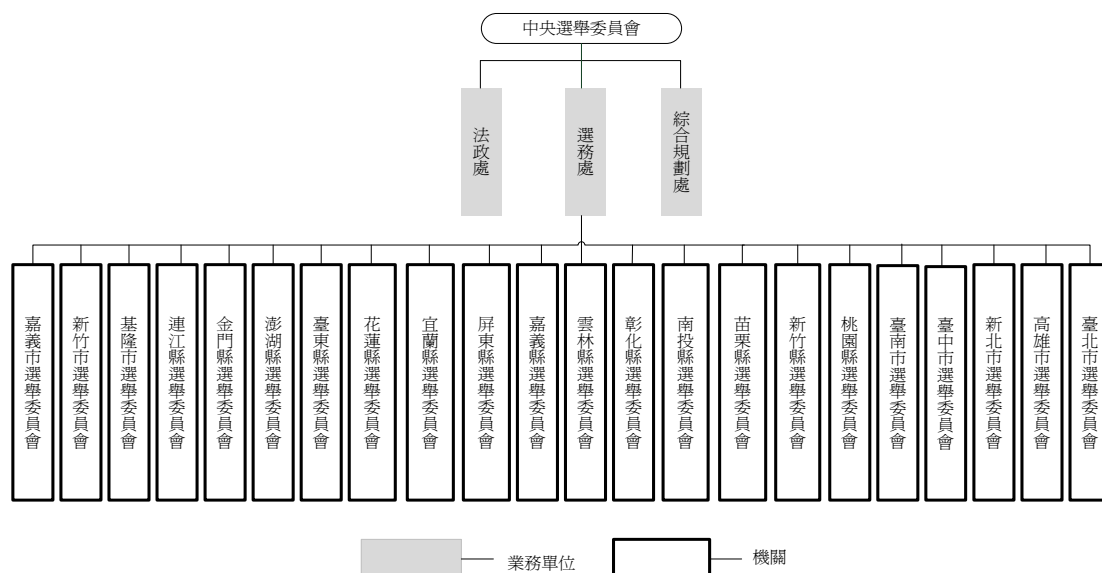 中央選舉委員會
法政處
選務處
綜合規劃處
嘉義市選舉委員會
新竹市選舉委員會
基隆市選舉委員會
連江縣選舉委員會
金門縣選舉委員會
澎湖縣選舉委員會
臺東縣選舉委員會
花蓮縣選舉委員會
宜蘭縣選舉委員會
屏東縣選舉委員會
嘉義縣選舉委員會
雲林縣選舉委員會
彰化縣選舉委員會
南投縣選舉委員會
苗栗縣選舉委員會
新竹縣選舉委員會
桃園縣選舉委員會
臺南市選舉委員會
臺中市選舉委員會
新北市選舉委員會
高雄市選舉委員會
臺北市選舉委員會
業務單位
機關